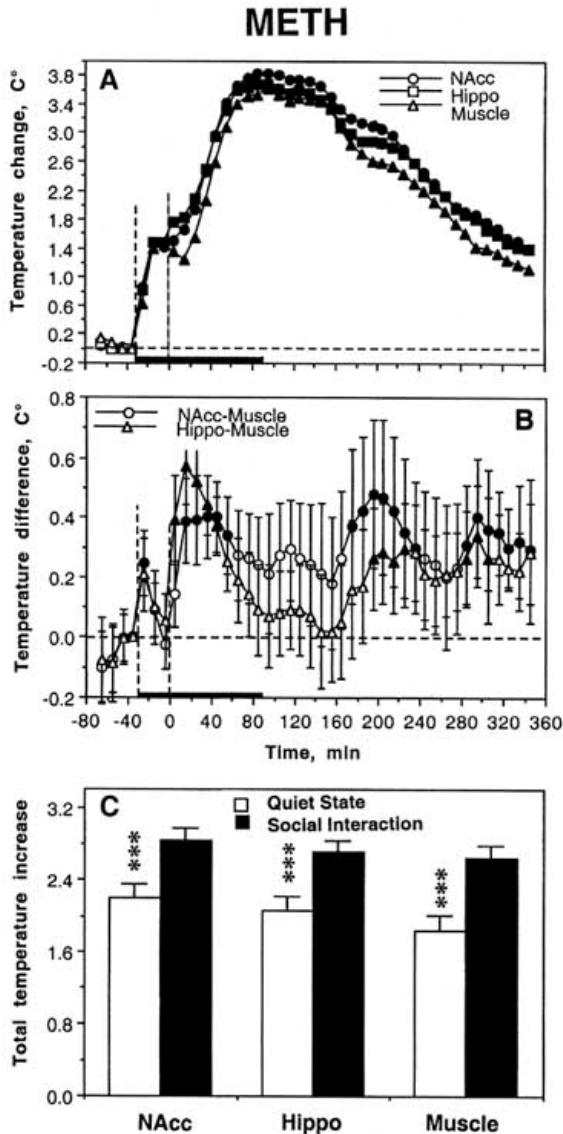 METH
A
NAcc
Hippo
Muscle
Temperature change, C°
3.8
3.4
3.0
2.6
2.2
1.8
1.4
1.0
0.6
0.2
-0.2
B
NAcc-Muscle
Hippo-Muscle
Temperature difference, C°
0.8
0.6
0.4
0.2
0.0
-0.2
-80 -40 0 40 80 120 160 200 240 280 320 360
Time, min
C
Quiet State
Social Interaction
Total temperature increase
3.2
2.4
1.6
0.8
0.0
***
***
***
NAcc Hippo Muscle